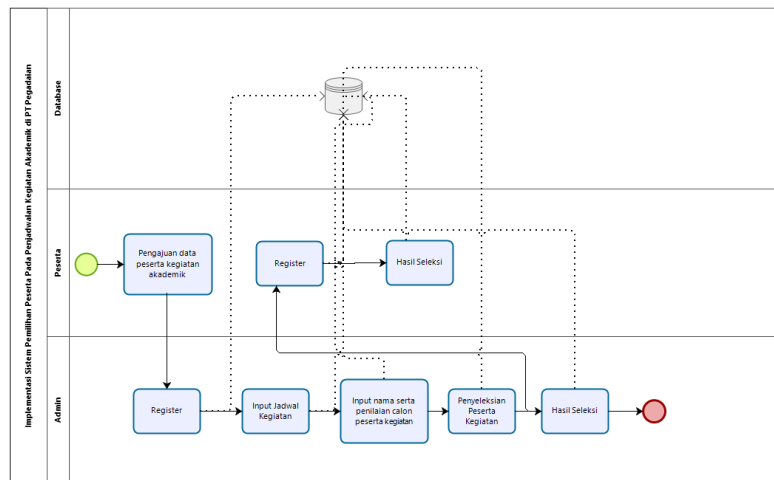 Implementasi Sistem Pemilihan Peserta Pada Penjadwalan Kegiatan Akademik di PT Pegadaian
Database
Peserta
Pengajuan data
peserta kegiatan
akademik
Register
Hasil Seleksi
Admin
Register
Input Jadwal
Kegiatan
Input nama serta
penilaian calon
peserta kegiatan
Penyeleksian
Peserta
Kegiatan
Hasil Seleksi